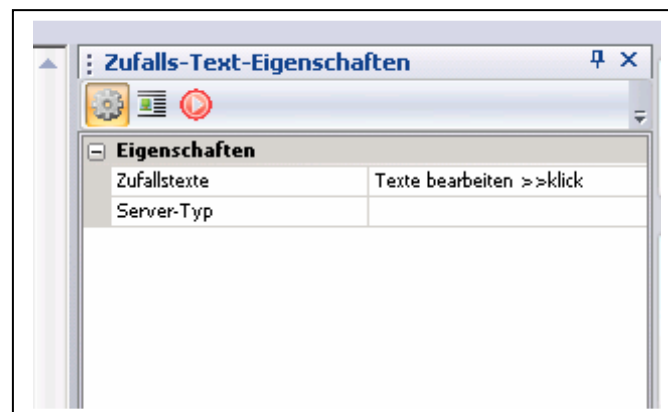 Zufalls-Text-Eigenschaften
Eigenschaften
Zufallstexte Texte bearbeiten >>klick
Server-Typ